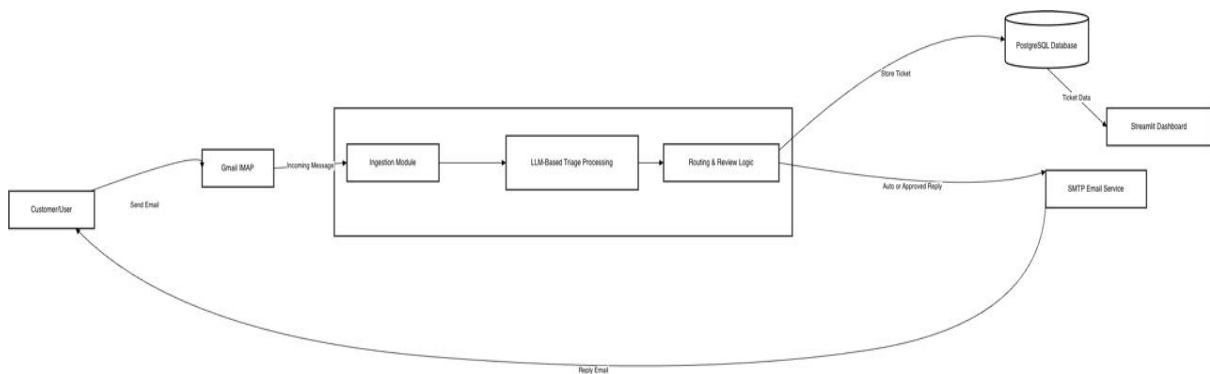 PostgreSQL Database
Store Ticket
Ticket Data
Streamlit Dashboard
Gmail IMAP
Incoming Message
Ingestion Module
LLM-Based Triage Processing
Routing & Review Logic
Auto or Approved Reply
SMTP Email Service
Customer/User
Send Email
Reply Email